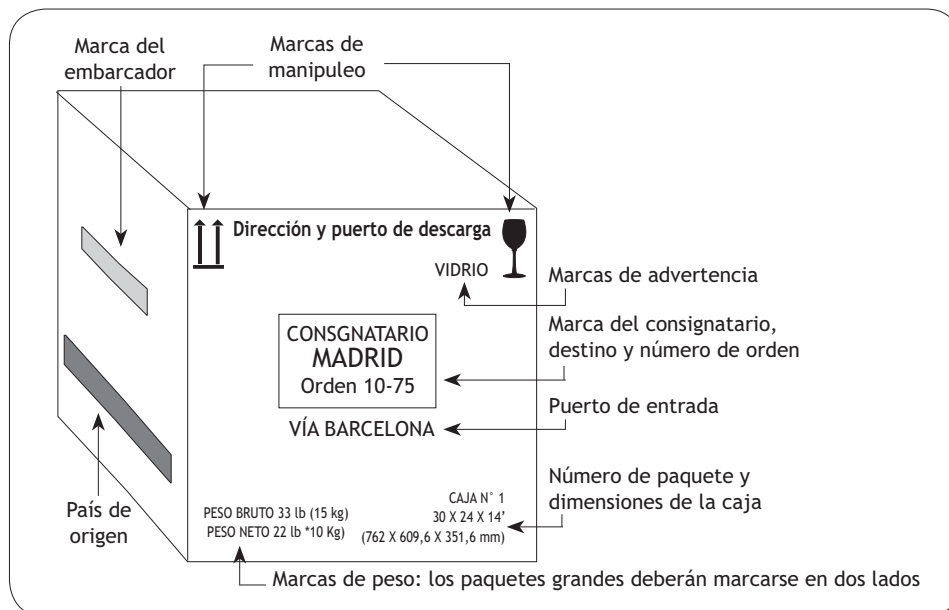 Marca del
embarcador
Marcas de
manipuleo
Dirección y puerto de descarga
VIDRIO
Marcas de advertencia
CONSGNATARIO
MADRID
Orden 10-75
Marca del consignatario,
destino y número de orden
VÍA BARCELONA
Puerto de entrada
País de
origen
PESO BRUTO 33 lb (15 kg)
PESO NETO 22 lb *10 Kg)
CAJA N° 1
30 X 24 X 14’
(762 X 609,6 X 351,6 mm)
Número de paquete y
dimensiones de la caja
Marcas de peso: los paquetes grandes deberán marcarse en dos lados